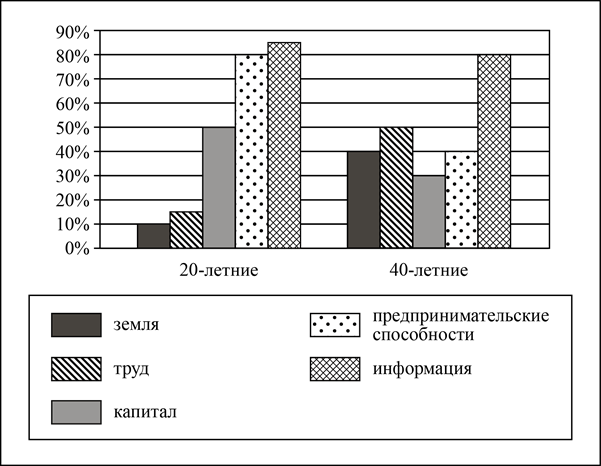 90%
80%
70%
60%
50%
40%
30%
20%
10%
0%
20-летние
40-летние
земля
труд
капитал
предпринимательские
способности
информация